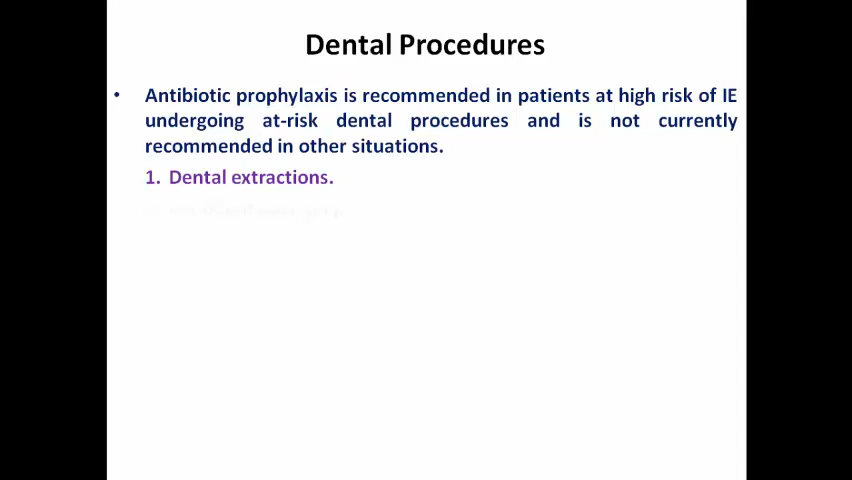 Dental Procedures
• Antibiotic prophylaxis is recommended in patients at high risk of IE
undergoing at-risk dental procedures and is not currently
recommended in other situations.
1. Dental extractions.